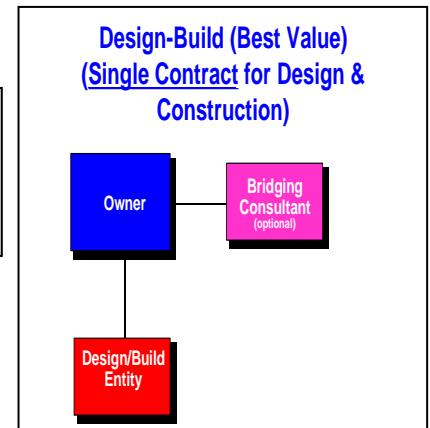 Design-Build (Best Value)
(Single Contract for Design &
Construction)
Owner
Bridging
Consultant
(optional)
Design/Build
Entity